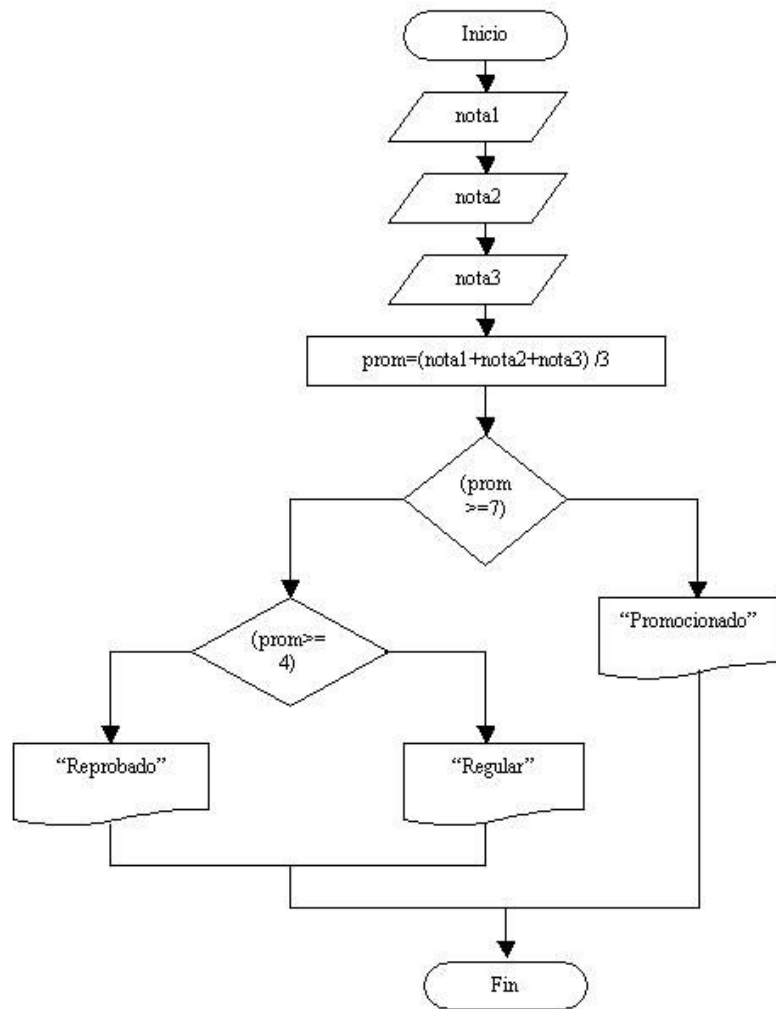 Inicio
nota1
nota2
nota3
prom=(nota1+nota2+nota3) /3
(prom
>=7)
(prom>=
4)
“Promocionado”
“Reprobado”
“Regular”
Fin